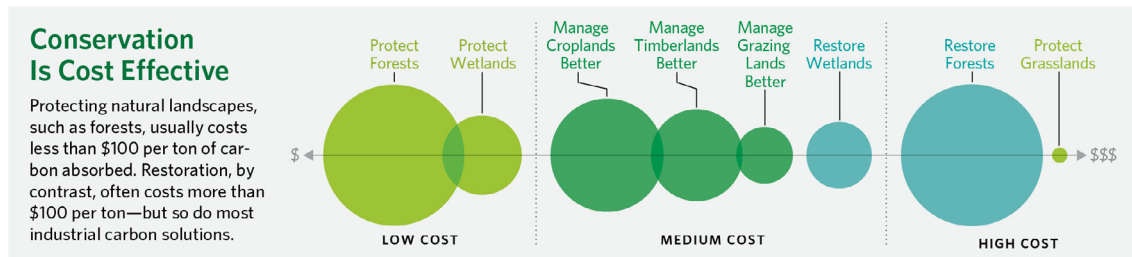 Conservation
Is Cost Effective
Protecting natural landscapes,
such as forests, usually costs
less than $100 per ton of car-
bon absorbed. Restoration, by
contrast, often costs more than
$100 per ton—but so do most
industrial carbon solutions.
Protect
Forests
Protect
Wetlands
Manage
Croplands
Better
Manage
Timberlands
Better
Manage
Grazing
Lands
Better
Restore
Wetlands
Restore
Forests
Protect
Grasslands
$
$$$
LOW COST
MEDIUM COST
HIGH COST